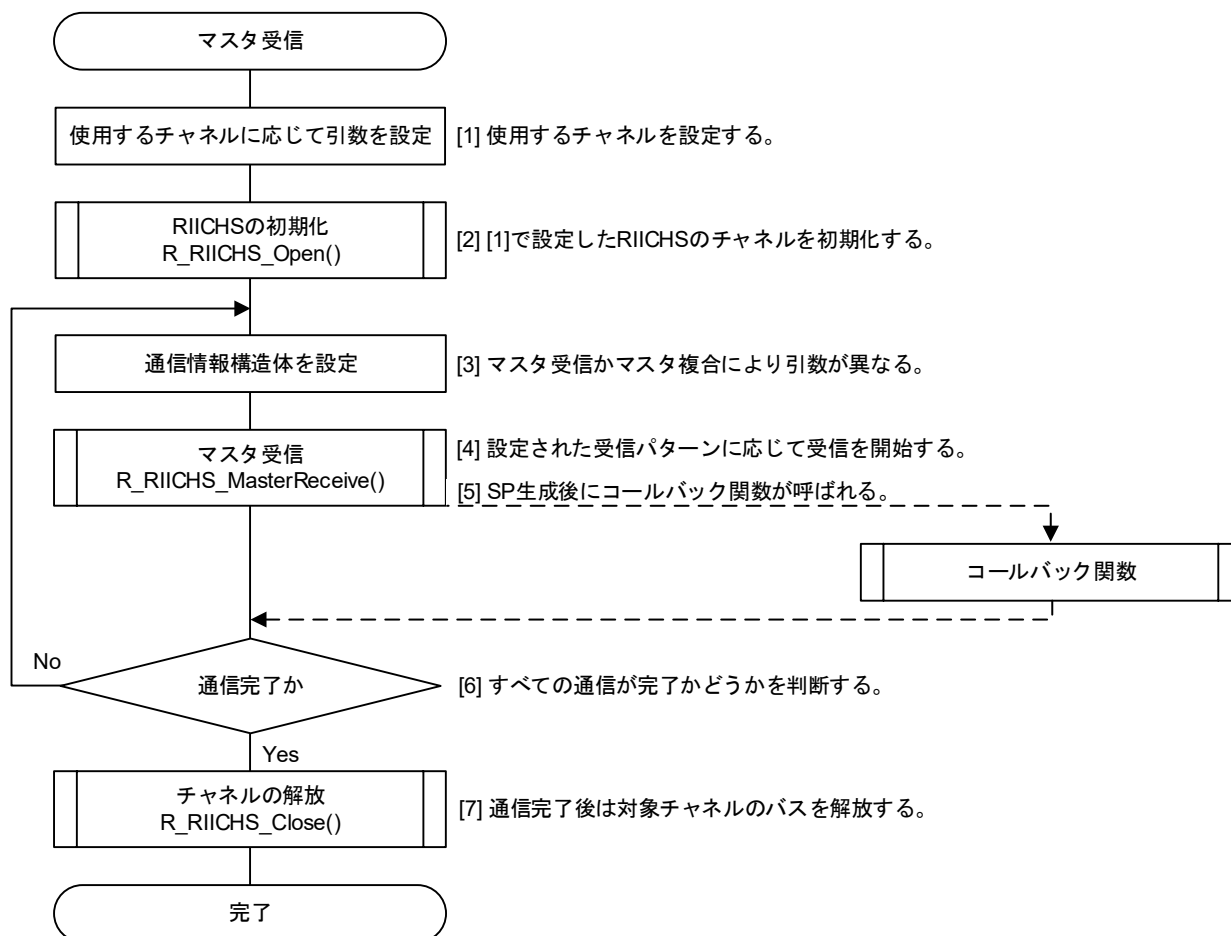 マスタ受信
使用するチャネルに応じて引数を設定
[1] 使用するチャネルを設定する。
RIICHSの初期化
R_RIICHS_Open()
[2] [1]で設定したRIICHSのチャネルを初期化する。
通信情報構造体を設定
[3] マスタ受信かマスタ複合により引数が異なる。
マスタ受信
R_RIICHS_MasterReceive()
[4] 設定された受信パターンに応じて受信を開始する。
[5] SP生成後にコールバック関数が呼ばれる。
コールバック関数
No
通信完了か
[6] すべての通信が完了かどうかを判断する。
Yes
チャネルの解放
R_RIICHS_Close()
[7] 通信完了後は対象チャネルのバスを解放する。
完了